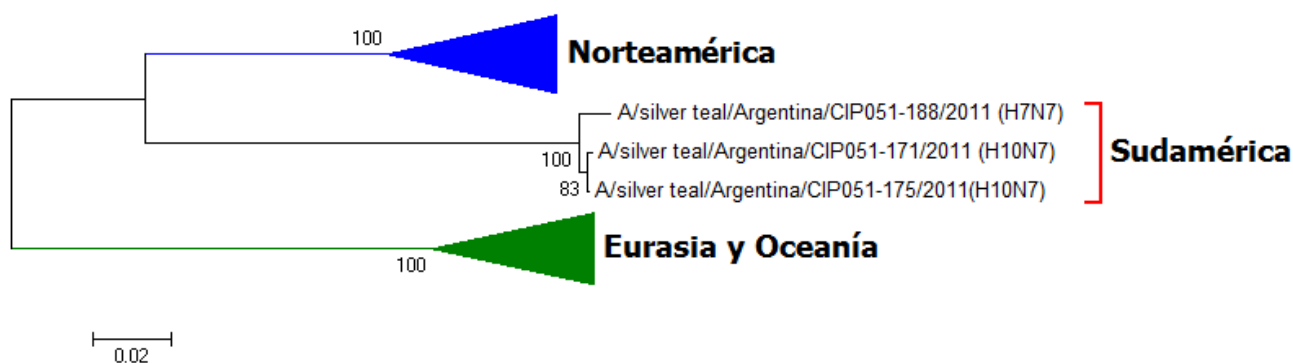 100
Norteamérica
A/silver teal/Argentina/CIP051-188/2011 (H7N7)
100
A/silver teal/Argentina/CIP051-171/2011 (H10N7)
Sudamérica
83
A/silver teal/Argentina/CIP051-175/2011(H10N7)
Eurasia y Oceanía
100
0.02